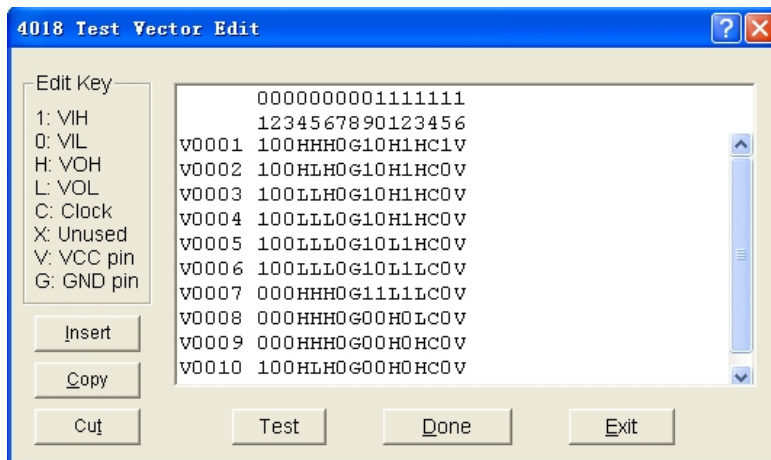 4018 Test Vector Edit
Edit Key
1: VIH
0: VIL
H: VOH
L: VOL
C: Clock
X: Unused
V: VCC pin
G: GND pin
Insert
Copy
Cut
0000000001111111
1234567890123456
V0001 100HHH0G10H1HC1V
V0002 100HLH0G10H1HC0V
V0003 100LLH0G10H1HC0V
V0004 100LLL0G10H1HC0V
V0005 100LLL0G10L1HC0V
V0006 100LLL0G10L1LC0V
V0007 000HHH0G11L1LC0V
V0008 000HHH0G00H0LC0V
V0009 000HHH0G00H0HC0V
V0010 100HLH0G00H0HC0V
Test
Done
Exit